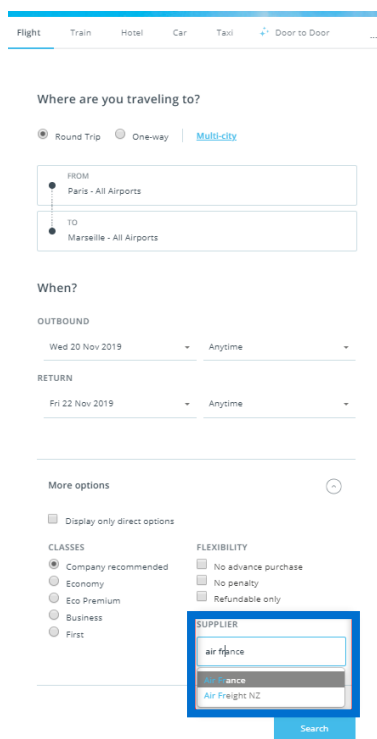 Flight Train Hotel Car Taxi Door to Door ...
Where are you traveling to?
Round Trip One-way Multi-city
FROM
Paris - All Airports
TO
Marseille - All Airports
When?
OUTBOUND
Wed 20 Nov 2019 Anytime
RETURN
Fri 22 Nov 2019 Anytime
More options
Display only direct options
CLASSES FLEXIBILITY
Company recommended No advance purchase
Economy No penalty
Eco Premium Refundable only
Business SUPPLIER
First air france
Air France
Air Freight NZ
Search